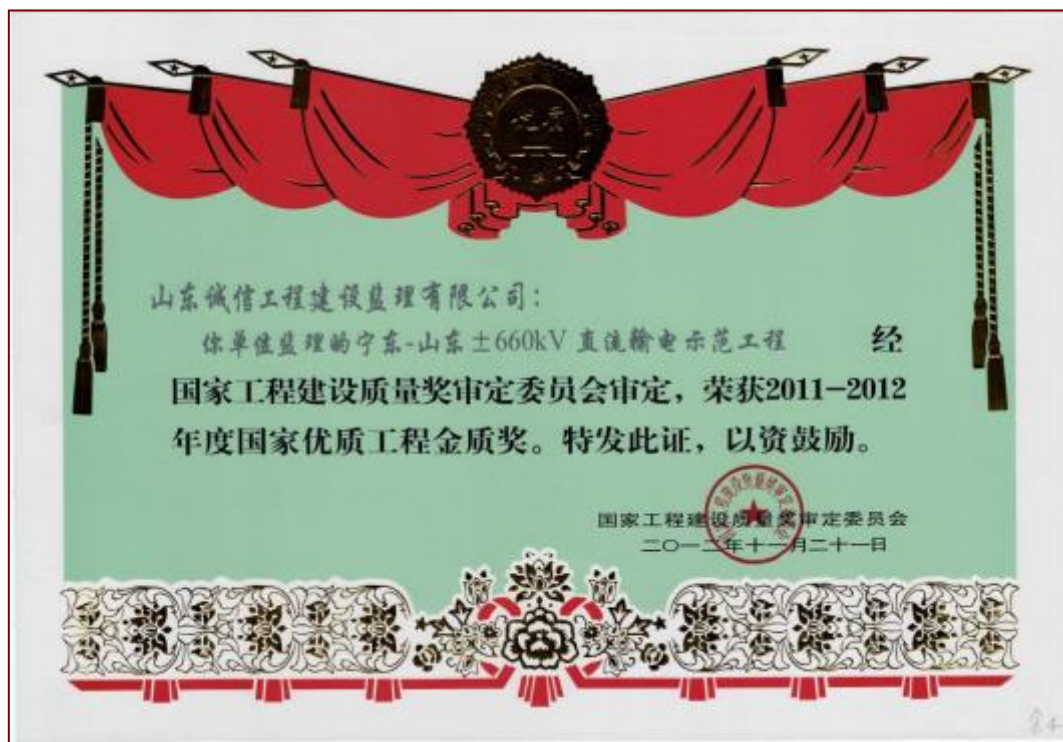 优质
山东诚信工程建设监理有限公司：
你单位监理的宁东-山东±660kV 直流输电示范工程 经
国家工程建设质量奖审定委员会审定，荣获2011-2012
年度国家优质工程金质奖。特发此证，以资鼓励。
国家工程建设质量奖审定委员会
二〇一二年十一月二十一日